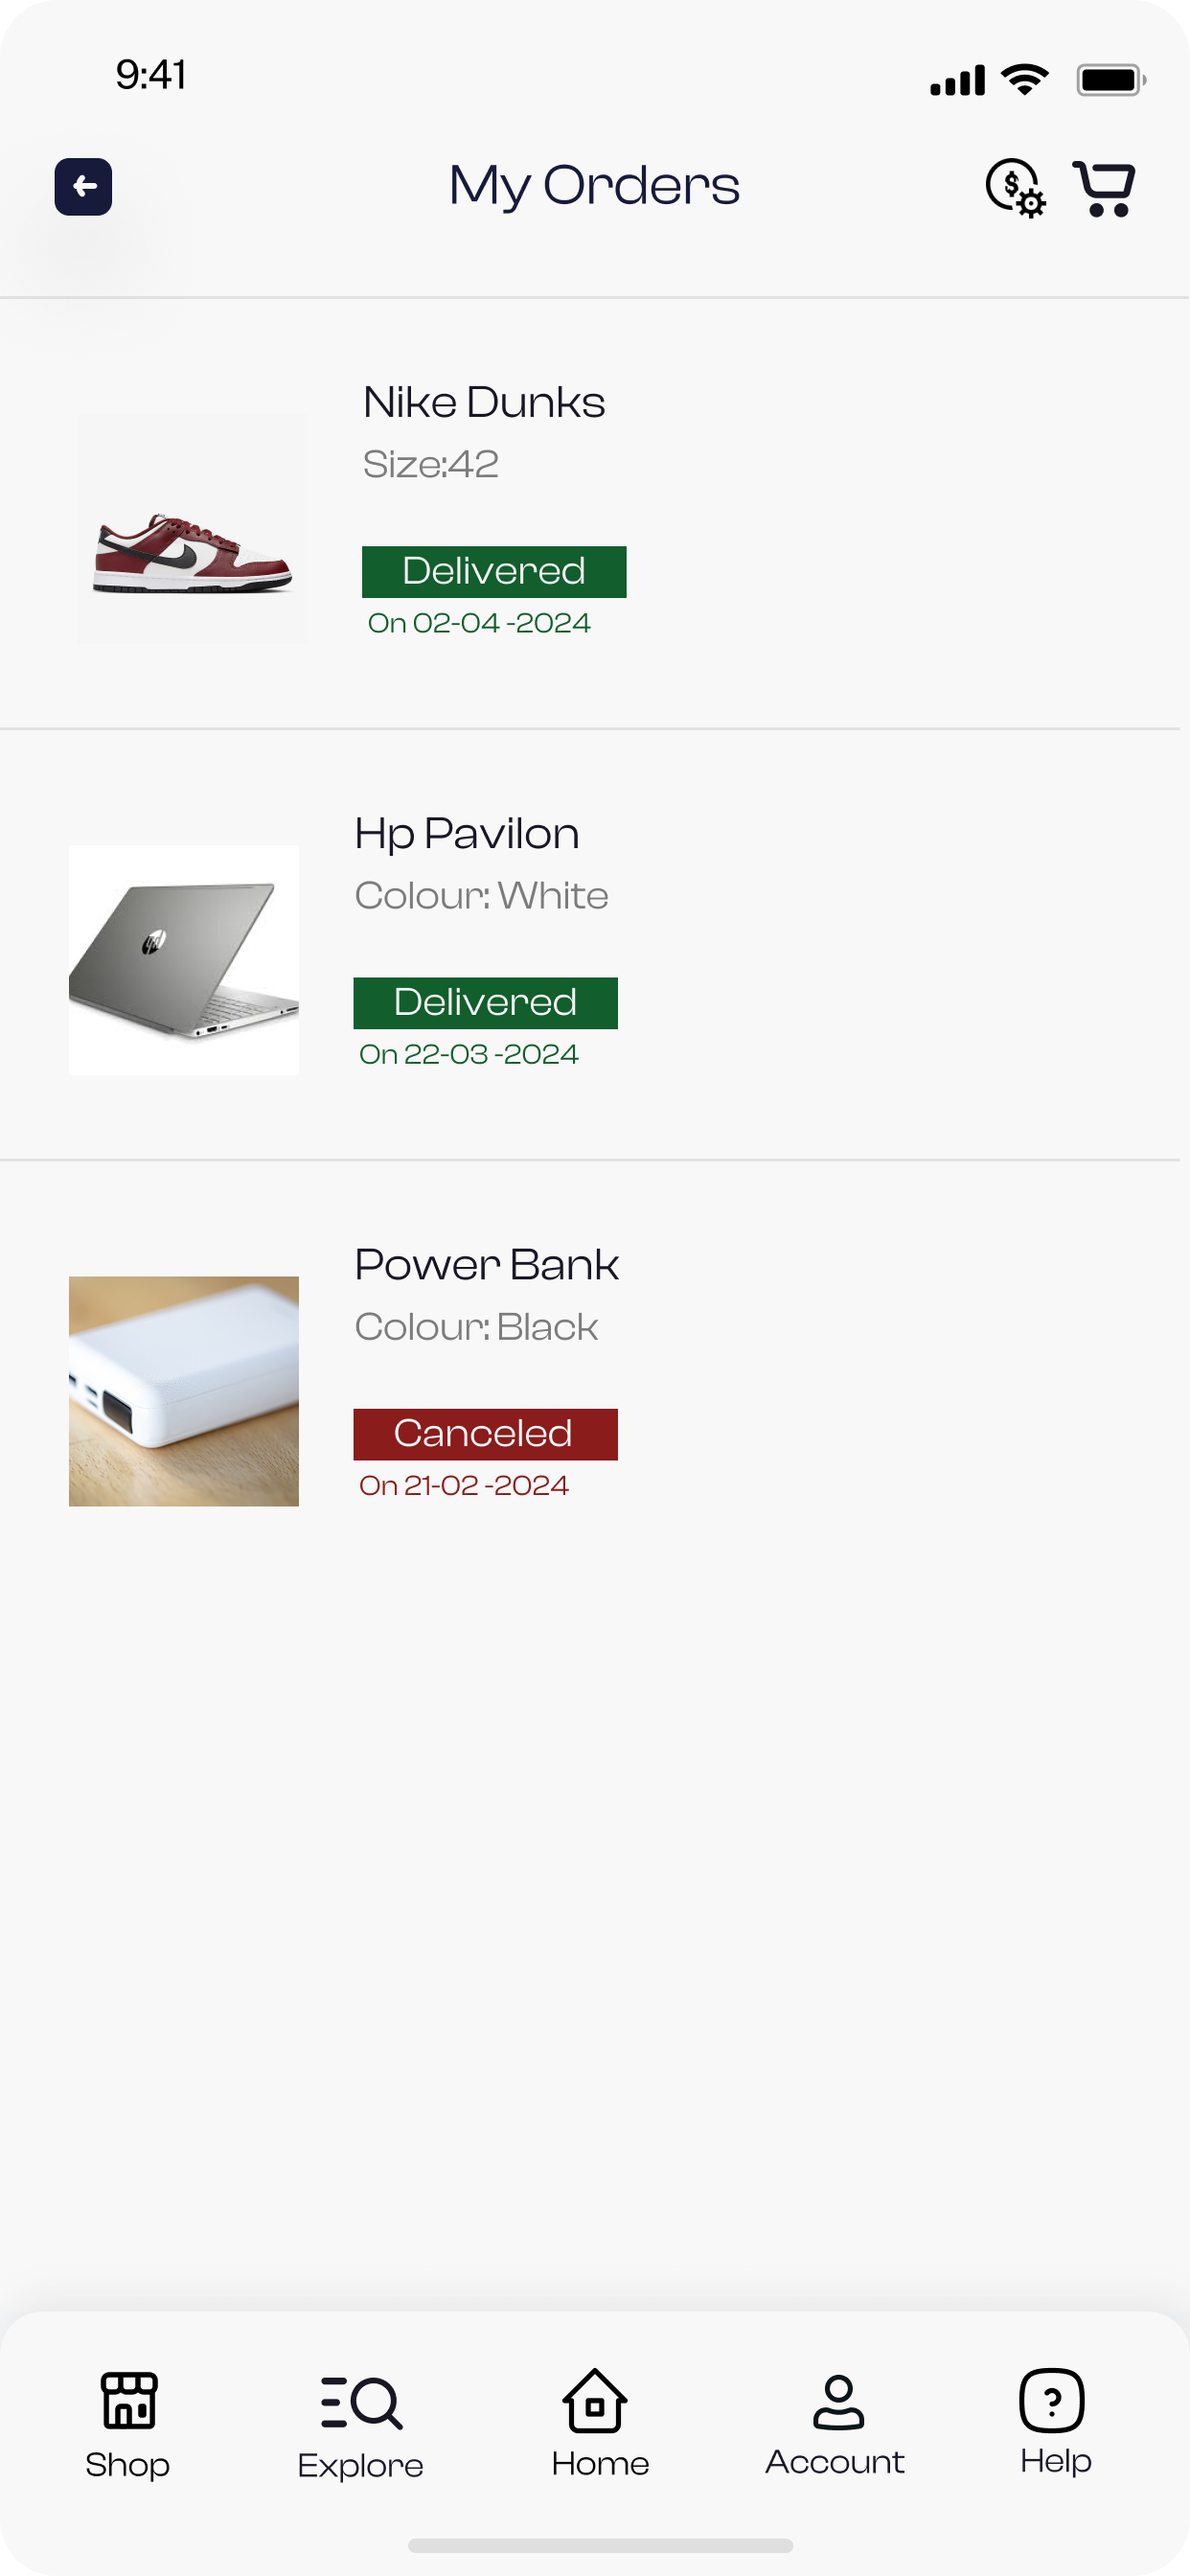 9:41
My Orders
Nike Dunks
Size:42
Delivered
On 02-04 -2024
Hp Pavilon
Colour: White
Delivered
On 22-03 -2024
Power Bank
Colour: Black
Canceled
On 21-02 -2024
Shop
Explore
Home
Account
Help